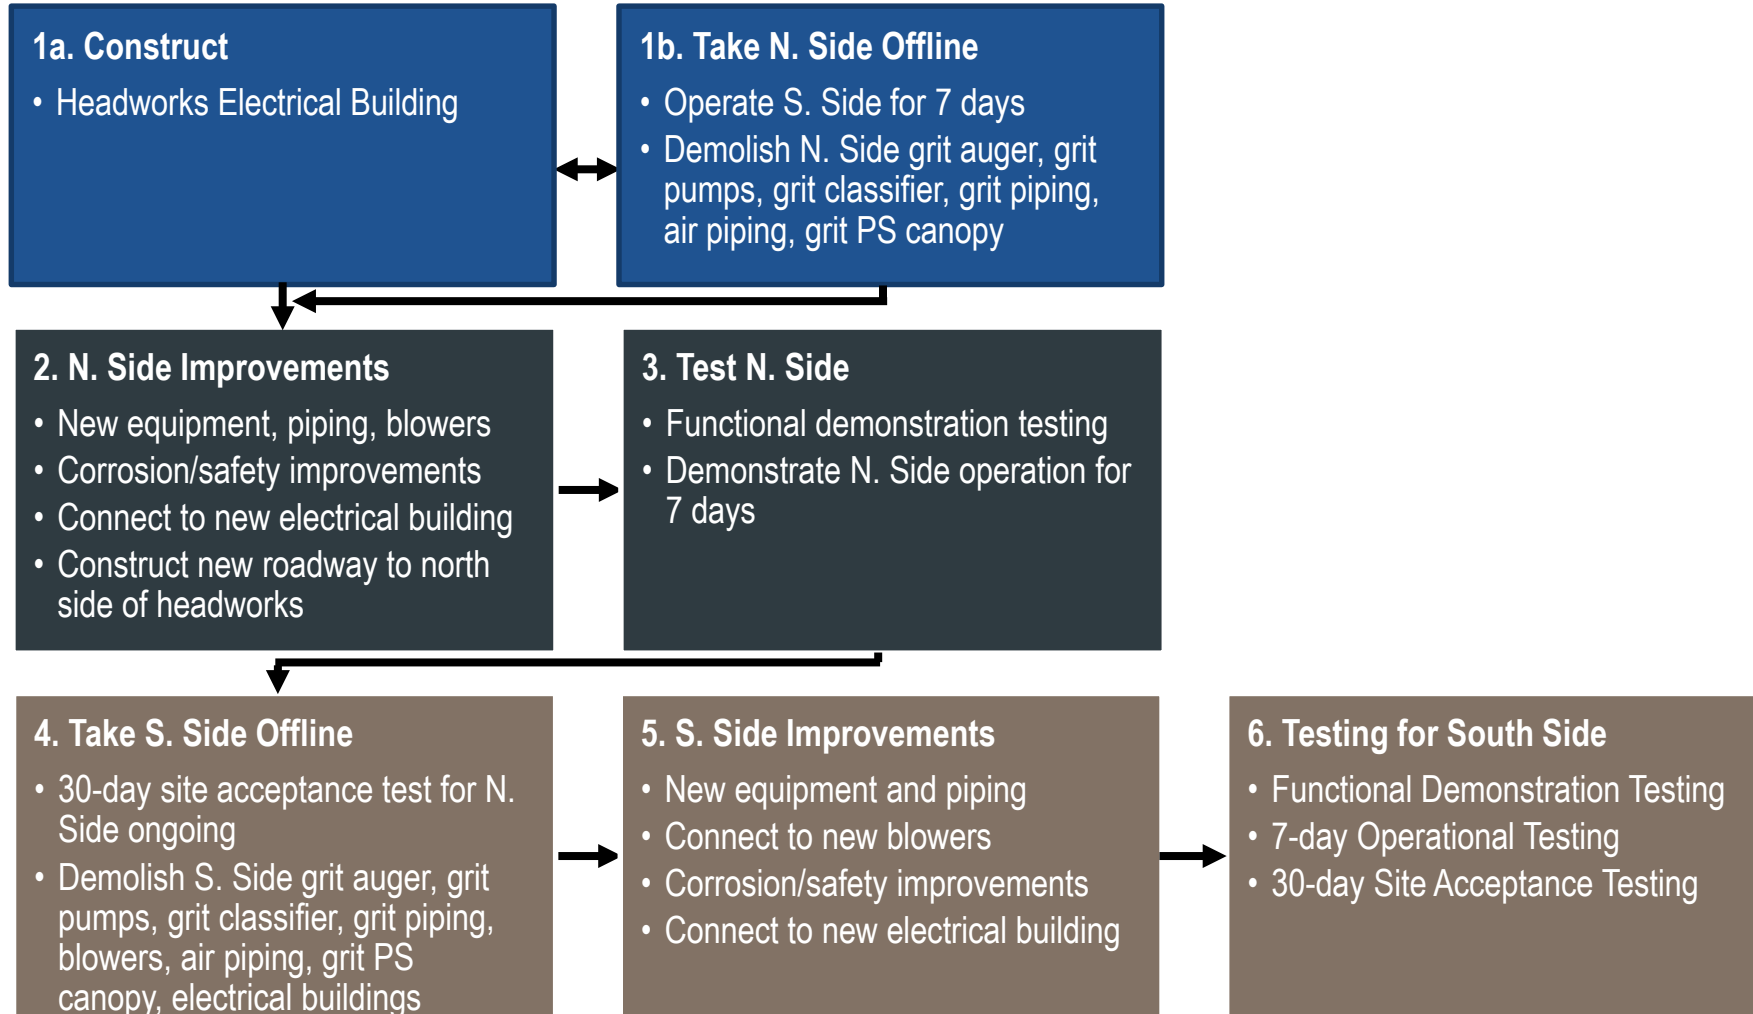 1a. Construct
• Headworks Electrical Building
1b. Take N. Side Offline
• Operate S. Side for 7 days
• Demolish N. Side grit auger, grit
pumps, grit classifier, grit piping,
air piping, grit PS canopy
2. N. Side Improvements
• New equipment, piping, blowers
• Corrosion/safety improvements
• Connect to new electrical building
• Construct new roadway to north
side of headworks
3. Test N. Side
• Functional demonstration testing
• Demonstrate N. Side operation for
7 days
4. Take S. Side Offline
• 30-day site acceptance test for N.
Side ongoing
• Demolish S. Side grit auger, grit
pumps, grit classifier, grit piping,
blowers, air piping, grit PS
canopy, electrical buildings
5. S. Side Improvements
• New equipment and piping
• Connect to new blowers
• Corrosion/safety improvements
• Connect to new electrical building
6. Testing for South Side
• Functional Demonstration Testing
• 7-day Operational Testing
• 30-day Site Acceptance Testing